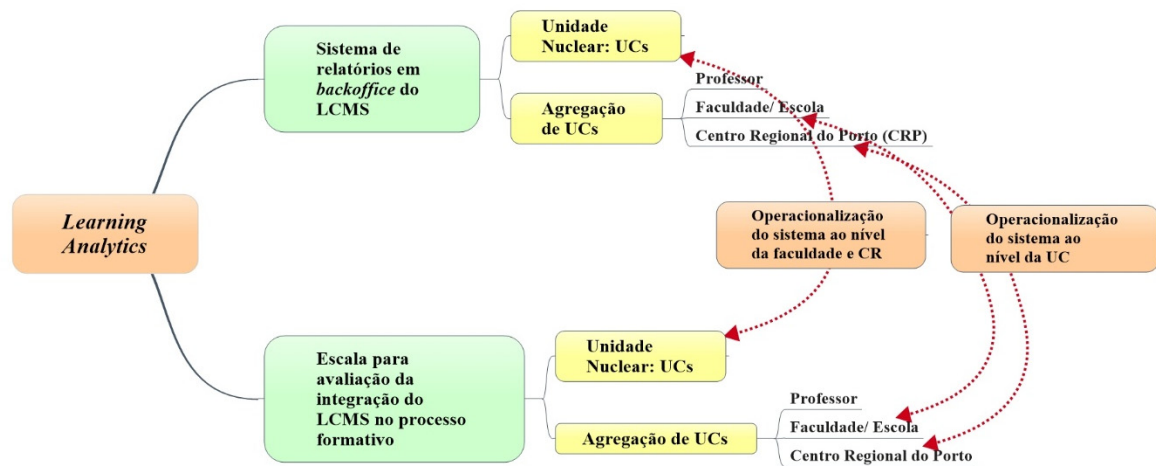 Learning
Analytics
Sistema de
relatórios em
backoffice do
LCMS
Unidade
Nuclear: UCs
Agregação
de UCs
Professor
Faculdade/ Escola
Centro Regional do Porto (CRP)
Operacionalização
do sistema ao nível
da faculdade e CR
Operacionalização
do sistema ao
nível da UC
Escala para
avaliação da
integração do
LCMS no processo
formativo
Unidade
Nuclear: UCs
Agregação de UCs
Professor
Faculdade/ Escola
Centro Regional do Porto